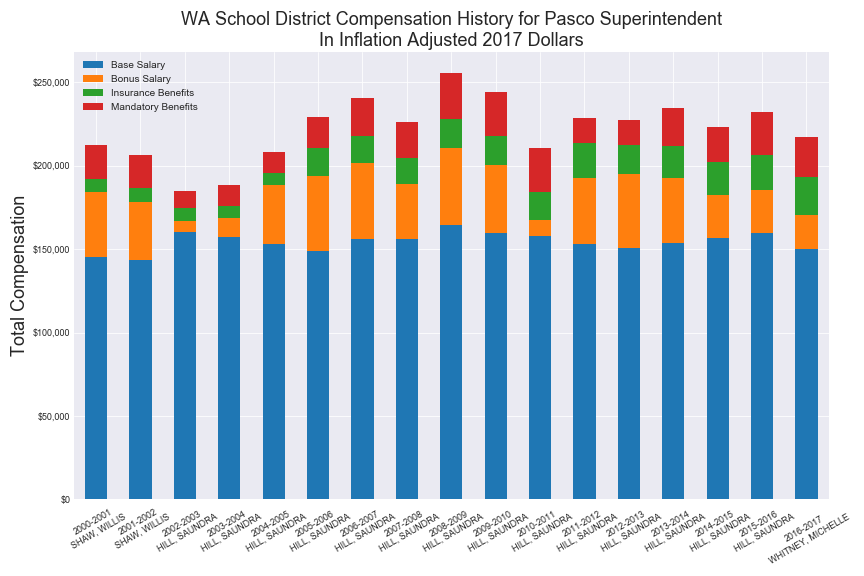 WA School District Compensation History for Pasco Superintendent
In Inflation Adjusted 2017 Dollars
Base Salary
Bonus Salary
Insurance Benefits
Mandatory Benefits
Total Compensation
$250,000
$200,000
$150,000
$100,000
$50,000
$0
2000-2001
SHAW, WILLIS
2001-2002
SHAW, WILLIS
2002-2003
HILL, SAUNDRA
2003-2004
HILL, SAUNDRA
2004-2005
HILL, SAUNDRA
2005-2006
HILL, SAUNDRA
2006-2007
HILL, SAUNDRA
2007-2008
HILL, SAUNDRA
2008-2009
HILL, SAUNDRA
2009-2010
HILL, SAUNDRA
2010-2011
HILL, SAUNDRA
2011-2012
HILL, SAUNDRA
2012-2013
HILL, SAUNDRA
2013-2014
HILL, SAUNDRA
2014-2015
HILL, SAUNDRA
2015-2016
HILL, SAUNDRA
2016-2017
WHITNEY, MICHELLE